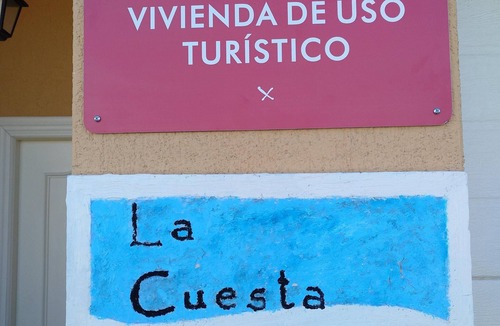 VIVIENDA DE USO
TURÍSTICO
La
Cuesta